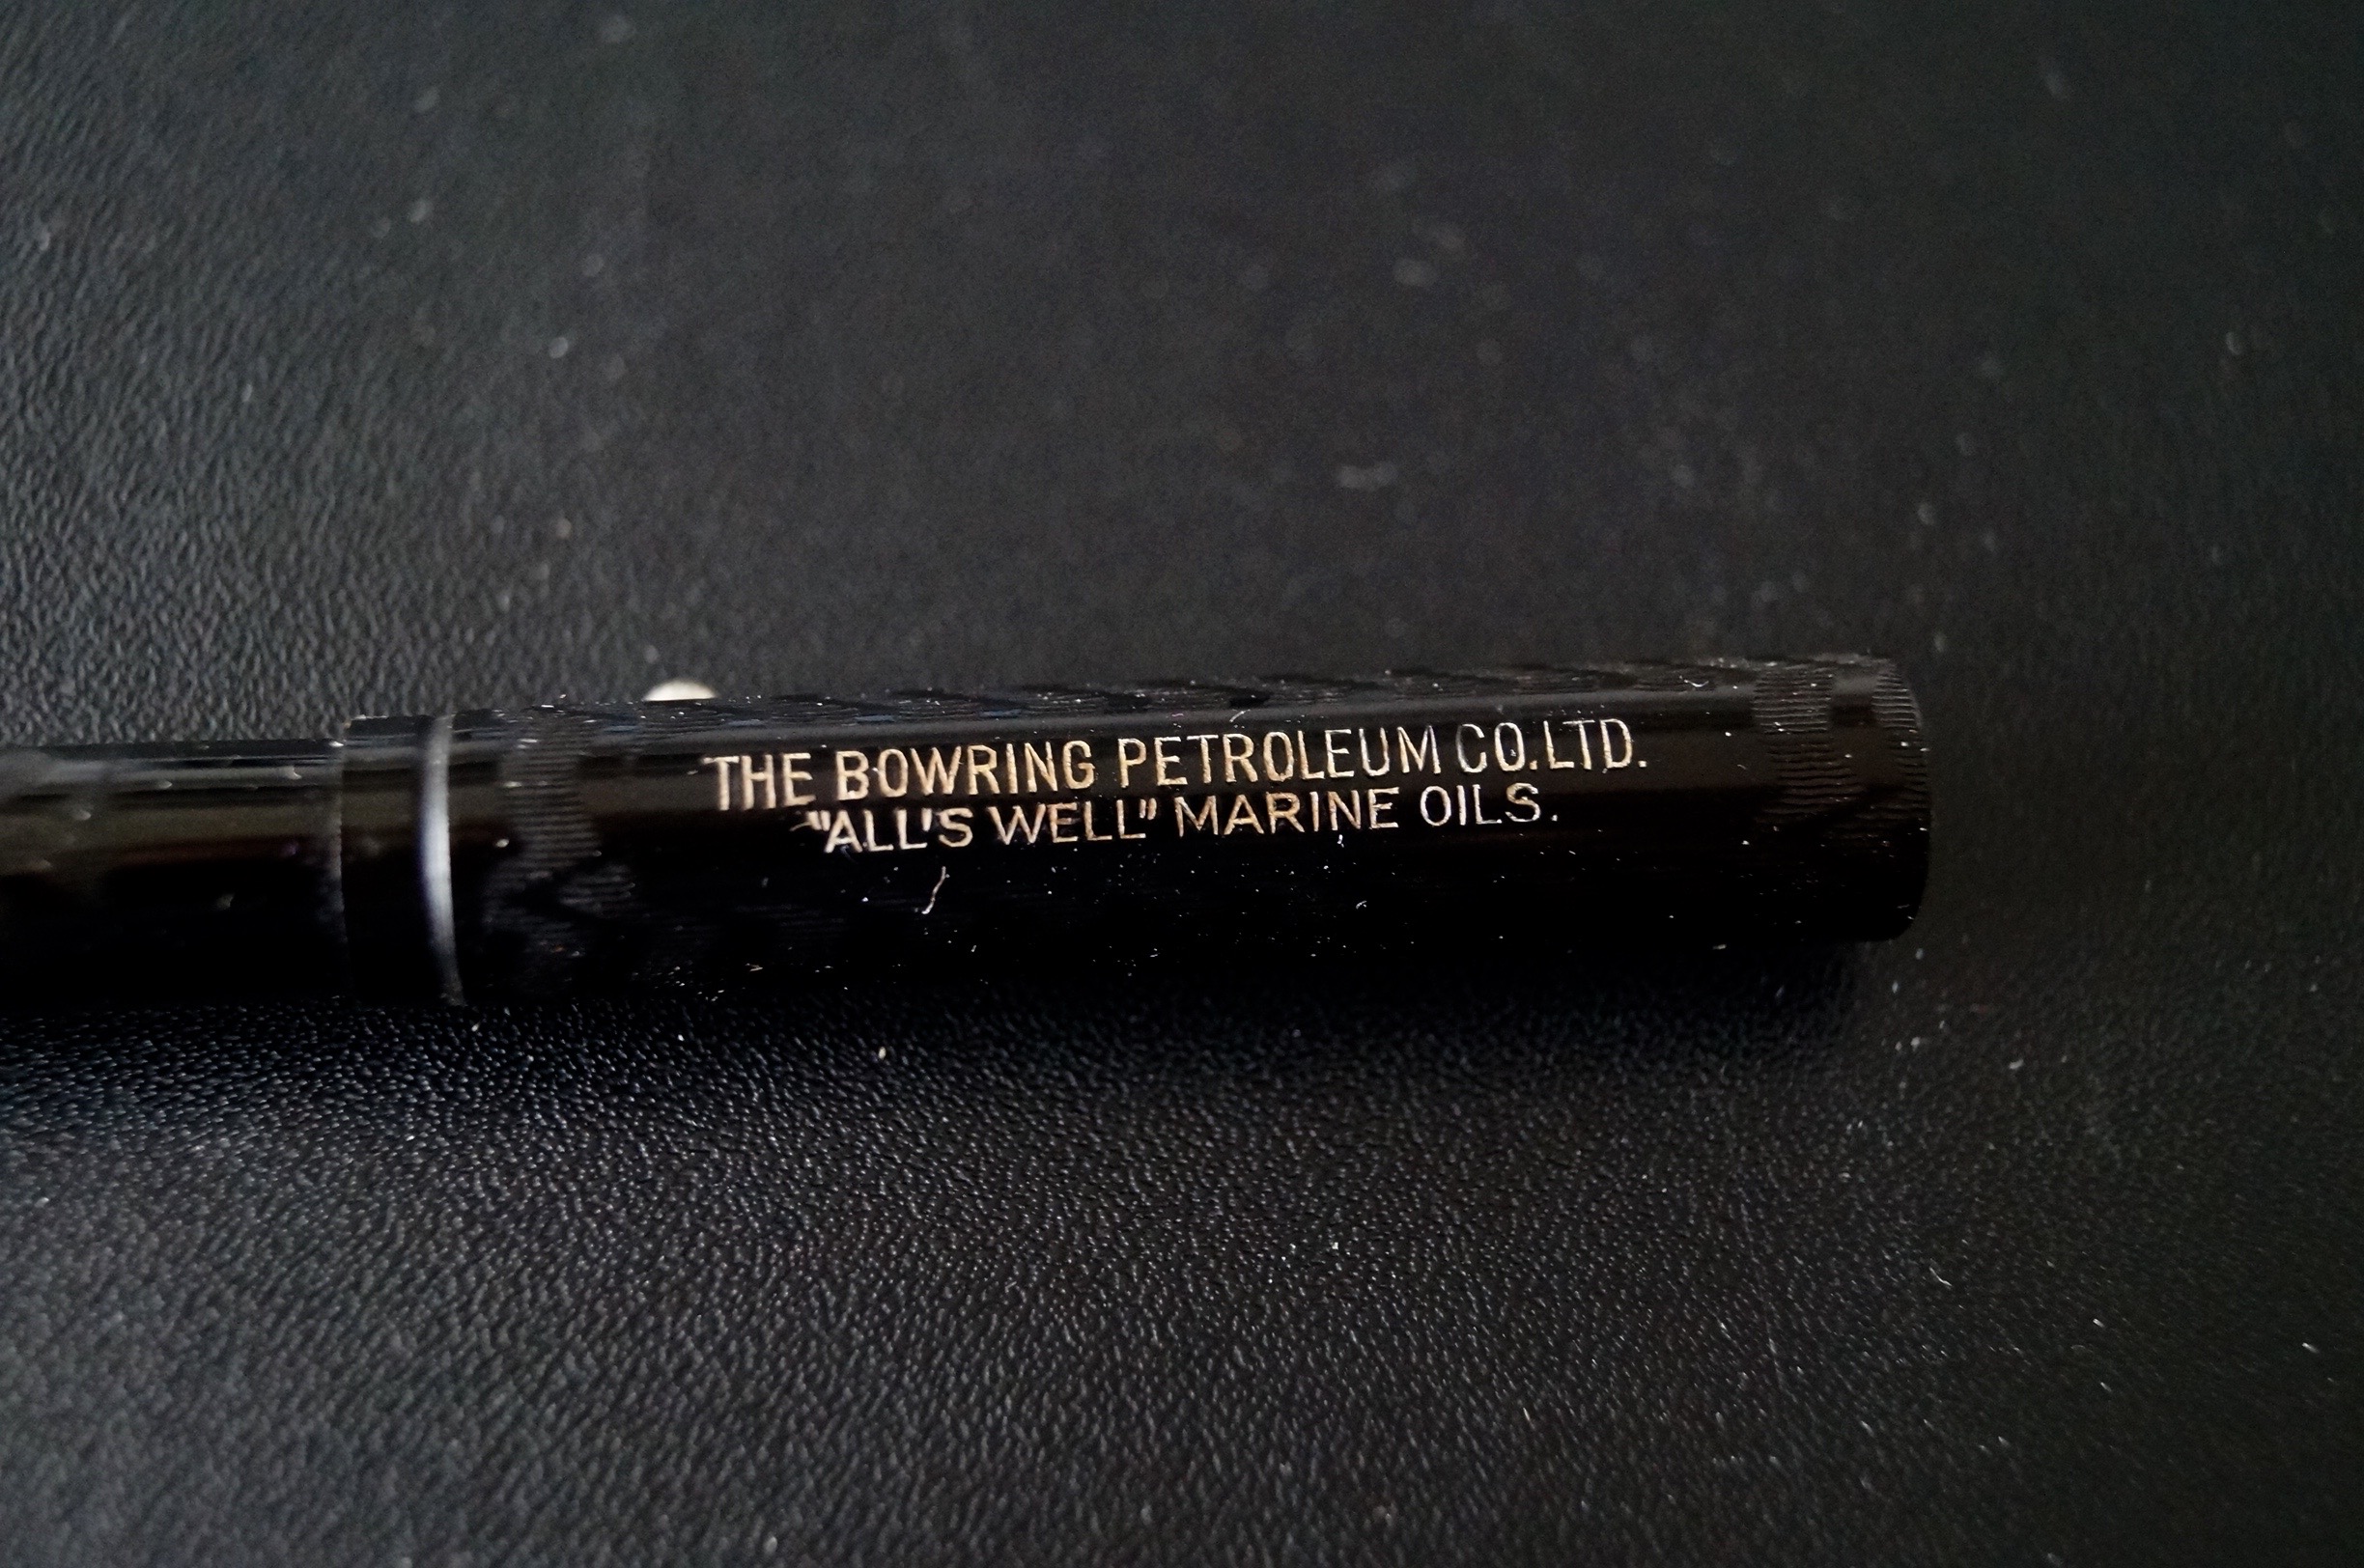 THE BOWRING PETROLEUM CO. LTD.
"ALL'S WELL" MARINE OILS.